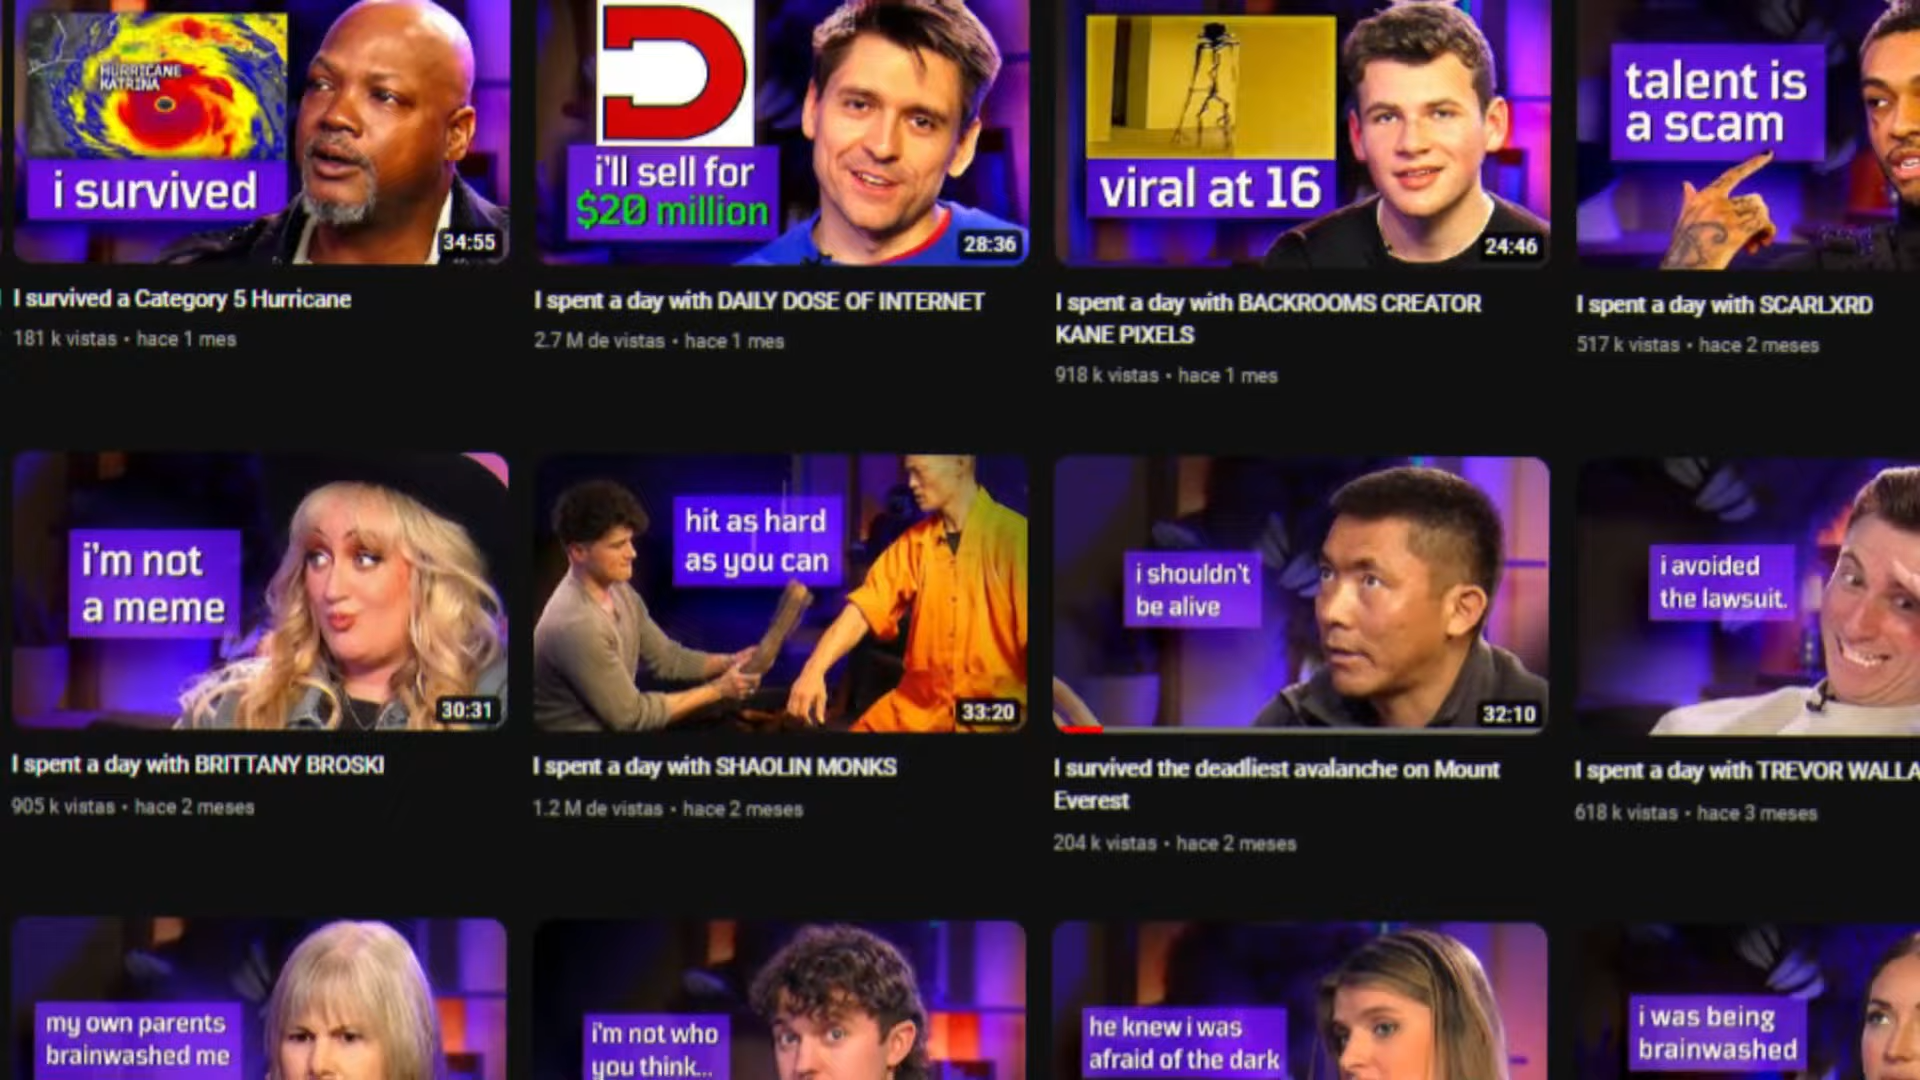 HURRICANE
KATRINA
i survived
34:55
i'll sell for
$20 million
28:36
viral at 16
24:46
talent is
a scam
I survived a Category 5 Hurricane
181 k vistas • hace 1 mes
I spent a day with DAILY DOSE OF INTERNET
2.7 M de vistas • hace 1 mes
I spent a day with BACKROOMS CREATOR
KANE PIXELS
918 k vistas • hace 1 mes
I spent a day with SCARLXRD
517 k vistas • hace 2 meses
i'm not
a meme
30:31
hit as hard
as you can
33:20
i shouldn't
be alive
32:10
i avoided
the lawsuit.
I spent a day with BRITTANY BROSKI
905 k vistas • hace 2 meses
I spent a day with SHAOLIN MONKS
1.2 M de vistas • hace 2 meses
I survived the deadliest avalanche on Mount
Everest
204 k vistas • hace 2 meses
I spent a day with TREVOR WALLA
618 k vistas • hace 3 meses
my own parents
brainwashed me
i'm not who
you think...
he knew i was
afraid of the dark
i was being
brainwashed